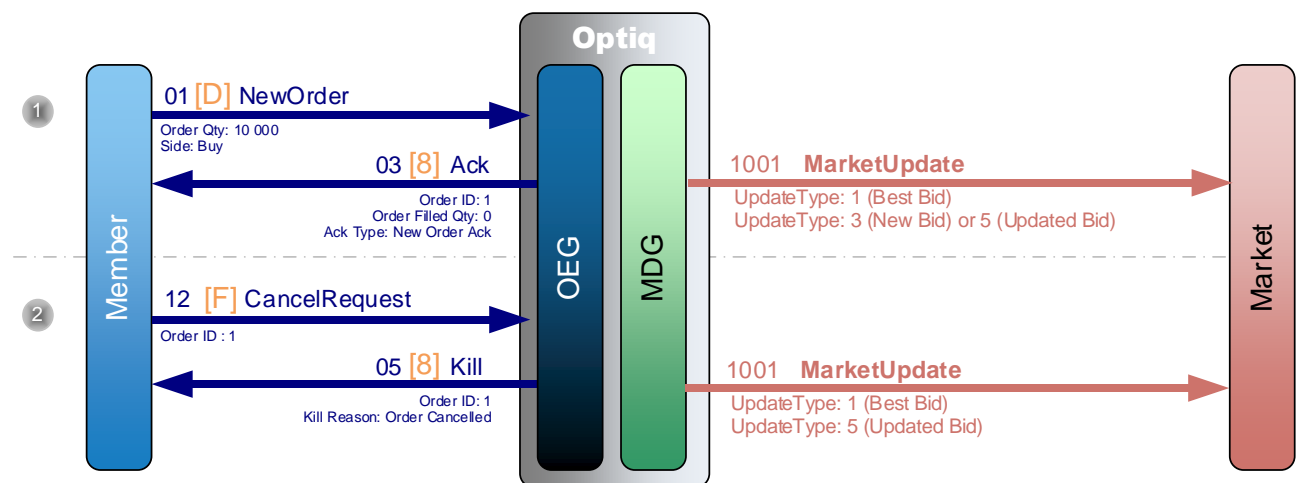 Optiq
1
01 [D] NewOrder
Order Qty: 10 000
Side: Buy
03 [8] Ack
Order ID: 1
Order Filled Qty: 0
Ack Type: New Order Ack
1001 MarketUpdate
UpdateType: 1 (Best Bid)
UpdateType: 3 (New Bid) or 5 (Updated Bid)
Member
OEG
MDG
Market
2
12 [F] CancelRequest
Order ID : 1
05 [8] Kill
Order ID: 1
Kill Reason: Order Cancelled
1001 MarketUpdate
UpdateType: 1 (Best Bid)
UpdateType: 5 (Updated Bid)